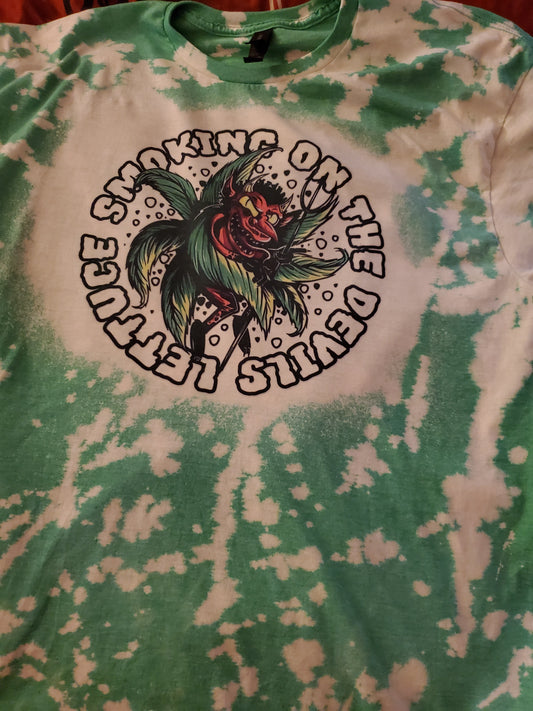 SMOKING ON THE DEVILS LETTUCE